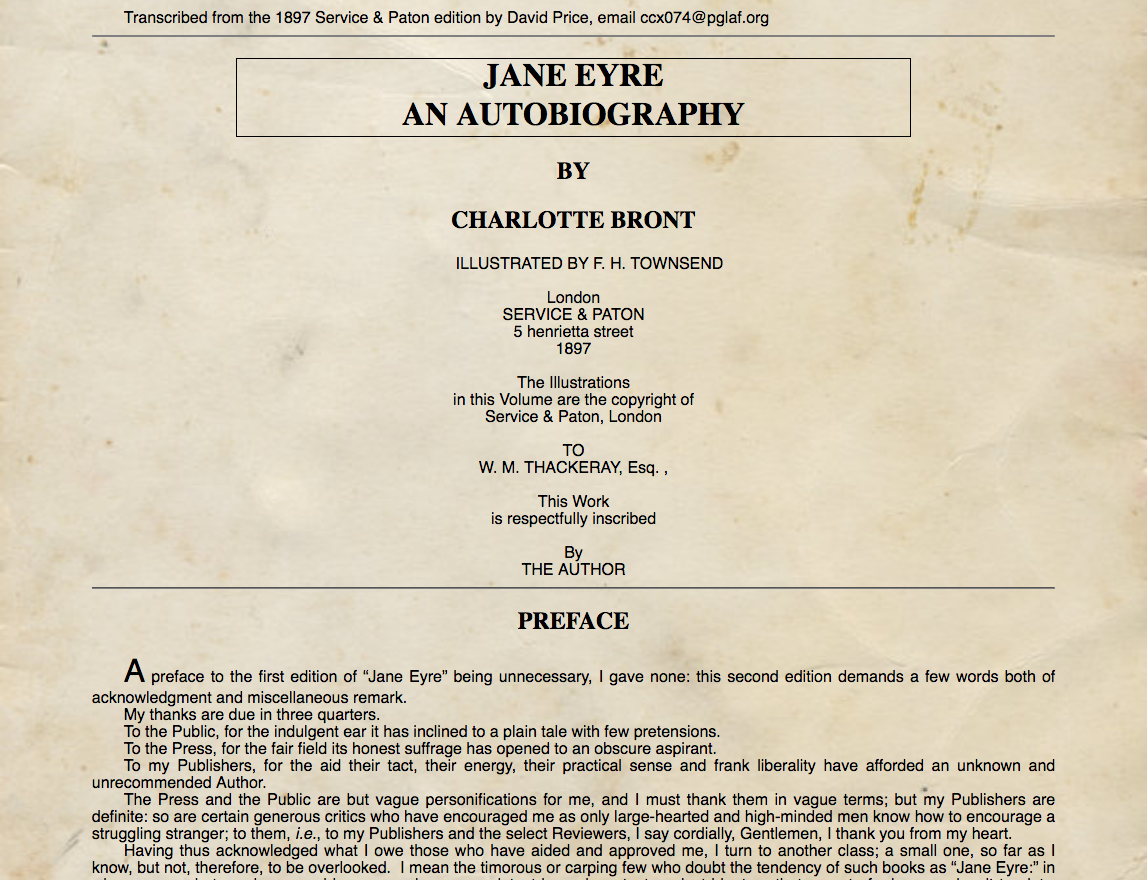 Transcribed from the 1897 Service & Paton edition by David Price, email ccx074@pglaf.org
JANE EYRE
AN AUTOBIOGRAPHY
BY
CHARLOTTE BRONT
ILLUSTRATED BY F. H. TOWNSEND
London
SERVICE & PATON
5 henrietta street
1897
The Illustrations
in this Volume are the copyright of
Service & Paton, London
TO
W. M. THACKERAY, Esq. ,
This Work
is respectfully inscribed
By
THE AUTHOR
PREFACE
A preface to the first edition of “Jane Eyre” being unnecessary, I gave none: this second edition demands a few words both of
acknowledgment and miscellaneous remark.
My thanks are due in three quarters.
To the Public, for the indulgent ear it has inclined to a plain tale with few pretensions.
To the Press, for the fair field its honest suffrage has opened to an obscure aspirant.
To my Publishers, for the aid their tact, their energy, their practical sense and frank liberality have afforded an unknown and
unrecommended Author.
The Press and the Public are but vague personifications for me, and I must thank them in vague terms; but my Publishers are
definite: so are certain generous critics who have encouraged me as only large-hearted and high-minded men know how to encourage a
struggling stranger; to them, i.e., to my Publishers and the select Reviewers, I say cordially, Gentlemen, I thank you from my heart.
Having thus acknowledged what I owe those who have aided and approved me, I turn to another class; a small one, so far as I
know, but not, therefore, to be overlooked. I mean the timorous or carping few who doubt the tendency of such books as “Jane Eyre:” in